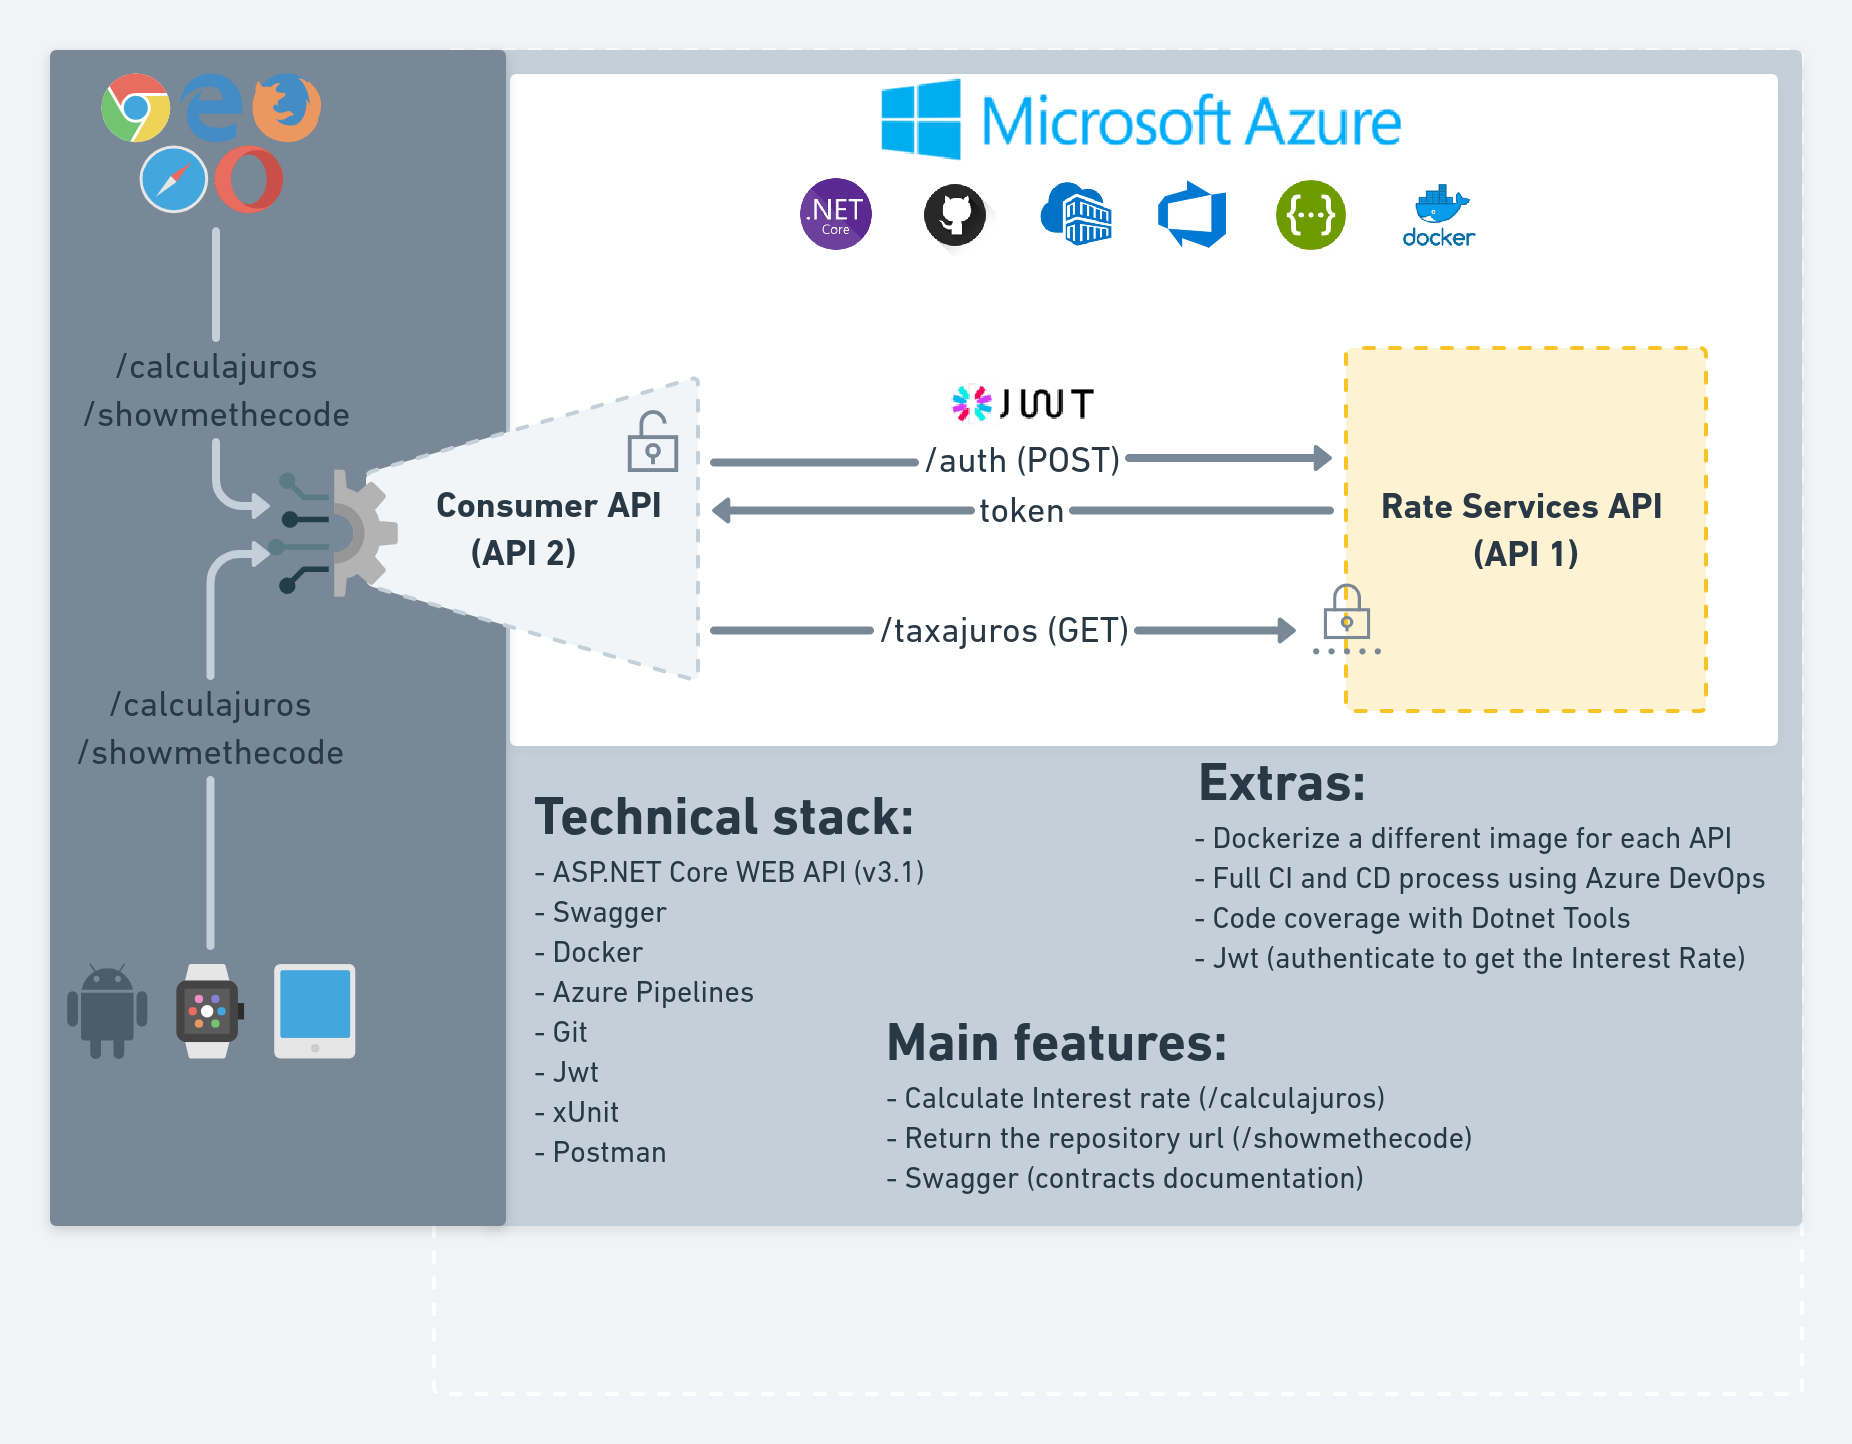 Microsoft Azure
.NET
Core
docker
/calculajuros
/showmethecode
JWT
/auth (POST)
token
/taxajuros (GET)
Consumer API
(API 2)
Rate Services API
(API 1)
/calculajuros
/showmethecode
Technical stack:
- ASP.NET Core WEB API (v3.1)
- Swagger
- Docker
- Azure Pipelines
- Git
- Jwt
- xUnit
- Postman
Extras:
- Dockerize a different image for each API
- Full CI and CD process using Azure DevOps
- Code coverage with Dotnet Tools
- Jwt (authenticate to get the Interest Rate)
Main features:
- Calculate Interest rate (/calculajuros)
- Return the repository url (/showmethecode)
- Swagger (contracts documentation)